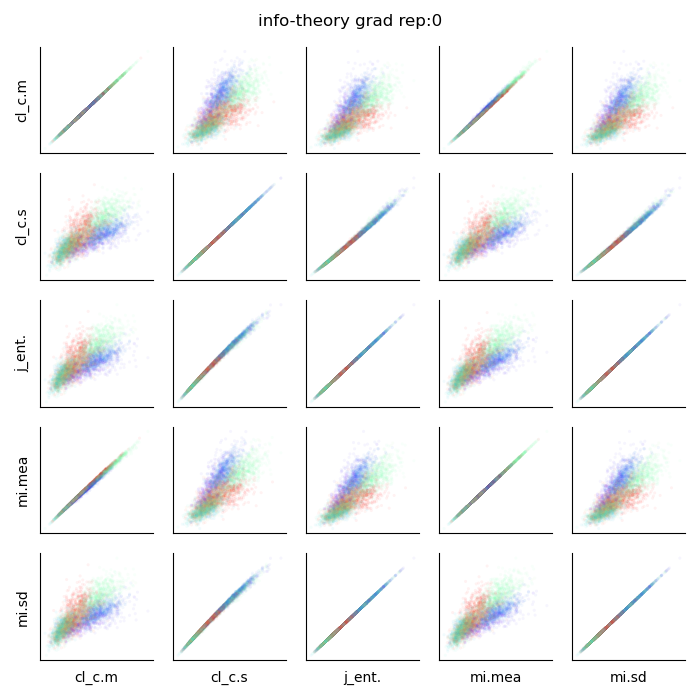 info-theory grad rep:0
cl_c.m
cl_c.s
j_ent.
mi.mea
mi.sd
cl_c.m cl_c.s j_ent. mi.mea mi.sd